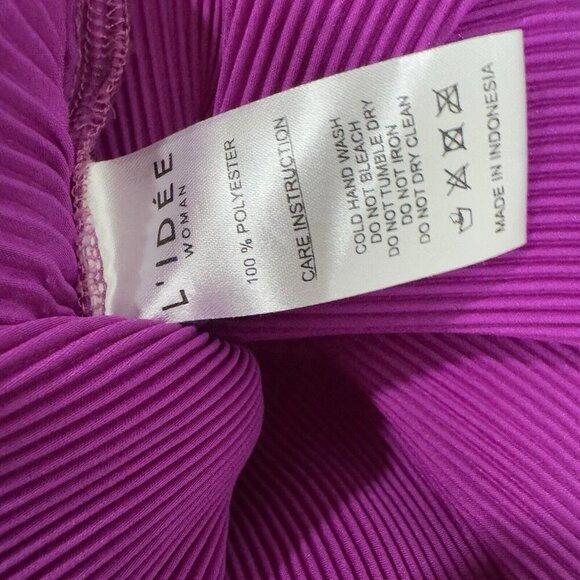 L'IDÉE
WOMAN
100 % POLYESTER
CARE INSTRUCTION
COLD HAND WASH
DO NOT BLEACH
DO NOT TUMBLE DRY
DO NOT IRON
DO NOT DRY CLEAN
MADE IN INDONESIA